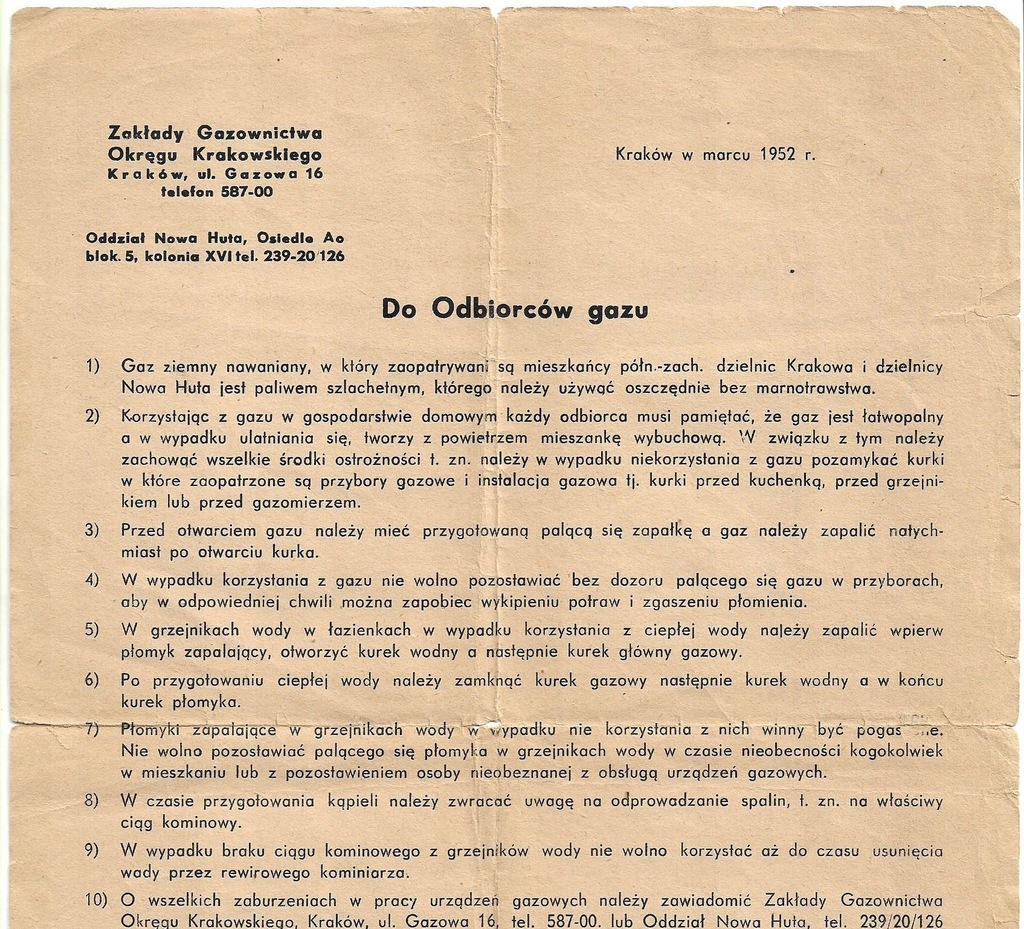 Zakłady Gazownictwa
Okręgu Krakowskiego
Kraków, ul. Gazowa 16
telefon 587-00
Kraków w marcu 1952 r.
Oddział Nowa Huta, Osiedle Ao
blok. 5, kolonia XVI tel. 239-20/126
Do Odbiorców gazu
1) Gaz ziemny nawaniany, w który zaopatrywani są mieszkańcy półn.-zach. dzielnic Krakowa i dzielnicy
Nowa Huta jest paliwem szlachetnym, którego należy używać oszczędnie bez marnotrawstwa.
2) Korzystając z gazu w gospodarstwie domowym każdy odbiorca musi pamiętać, że gaz jest łatwopalny
a w wypadku ulatniania się, tworzy z powietrzem mieszankę wybuchową. W związku z tym należy
zachować wszelkie środki ostrożności t. zn. należy w wypadku niekorzystania z gazu pozamykać kurki
w które zaopatrzone są przybory gazowe i instalacja gazowa tj. kurki przed kuchenką, przed grzejni-
kiem lub przed gazomierzem.
3) Przed otwarciem gazu należy mieć przygotowaną palącą się zapałkę a gaz należy zapalić natych-
miast po otwarciu kurka.
4) W wypadku korzystania z gazu nie wolno pozostawiać bez dozoru palącego się gazu w przyborach,
aby w odpowiedniej chwili można zapobiec wykipieniu potraw i zgaszeniu płomienia.
5) W grzejnikach wody w łazienkach w wypadku korzystania z ciepłej wody należy zapalić wpierw
płomyk zapalający, otworzyć kurek wodny a następnie kurek główny gazowy.
6) Po przygotowaniu ciepłej wody należy zamknąć kurek gazowy następnie kurek wodny a w końcu
kurek płomyka.
7) Płomyki zapalające w grzejnikach wody w wypadku nie korzystania z nich winny być
Nie wolno pozostawiać palącego się płomyka w grzejnikach wody w czasie nieobecności kogokolwiek
w mieszkaniu lub z pozostawieniem osoby nieobeznanej z obsługą urządzeń gazowych.
8) W czasie przygotowania kąpieli należy zwracać uwagę na odprowadzanie spalin, t. zn. na właściwy
ciąg kominowy.
9) W wypadku braku ciągu kominowego z grzejników wody nie wolno korzystać aż do czasu usunięcia
wady przez rewirowego kominiarza.
10) O wszelkich zaburzeniach w pracy urządzeń gazowych należy zawiadomić Zakłady Gazownictwa
Okręgu Krakowskiego, Kraków, ul. Gazowa 16, tel. 587-00. lub Oddział Nowa Huta, tel. 239/20/126